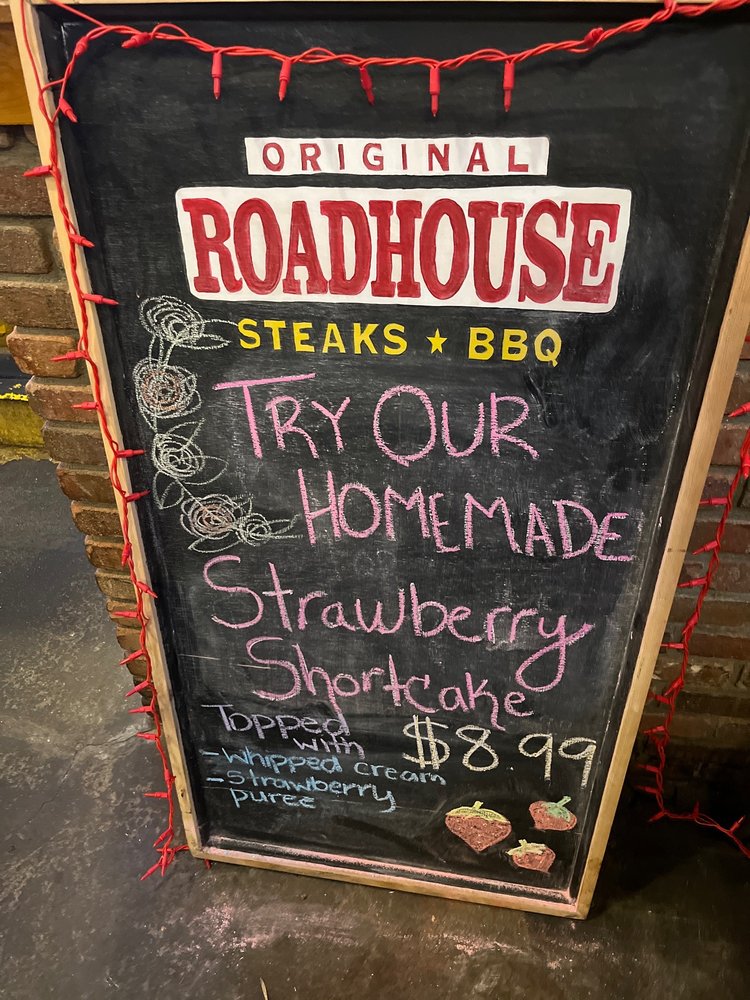 ORIGINAL
ROADHOUSE
STEAKS ★ BBQ
TRY OUR
HOMEMADE
Strawberry
Shortcake
Topped
with
$8 99
- whipped cream
- strawberry
puree